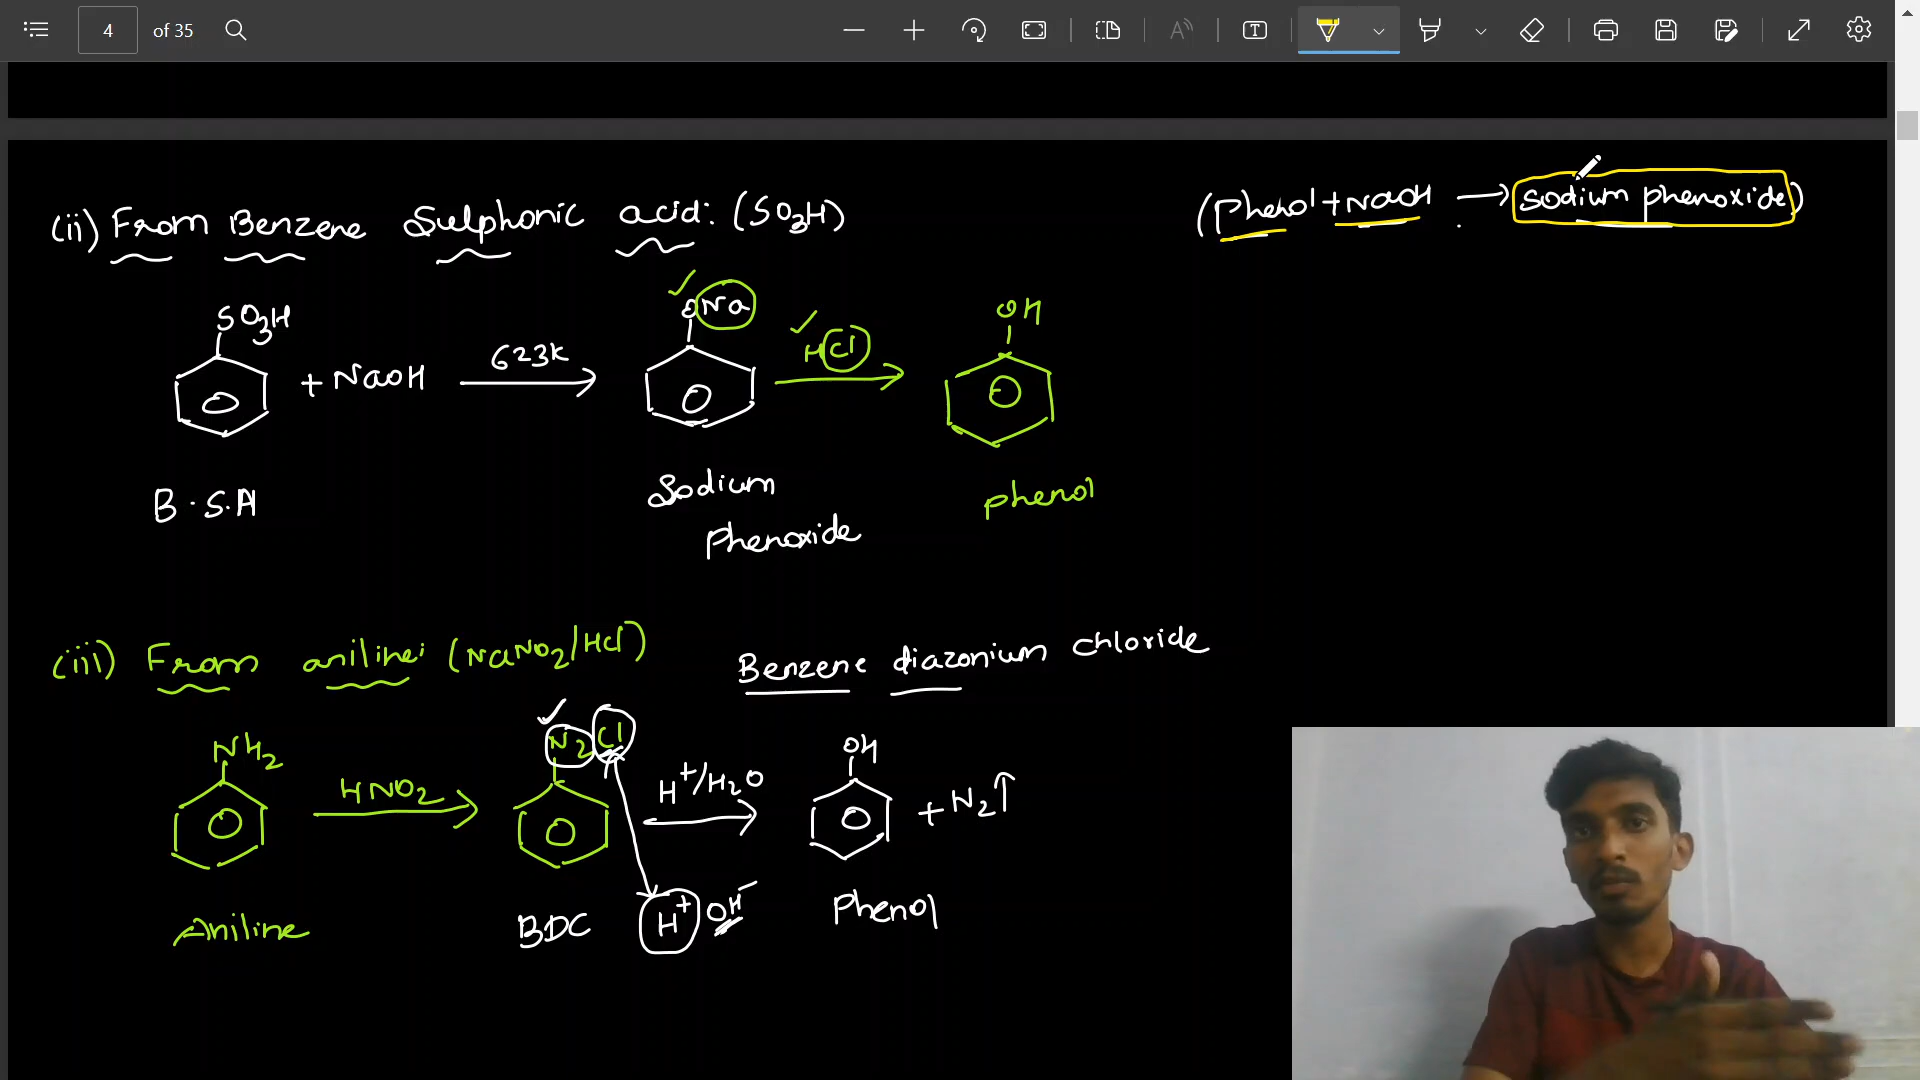 4 of 35
(ii) From Benzene Sulphonic acid: (SO3H)
(Phenol + NaOH → Sodium phenoxide)
SO3H
+ NaOH
623K
ONa
HCl
OH
B.S.A
Sodium Phenoxide
phenol
(iii) From aniline: (NaNO2/HCl)
Benzene diazonium chloride
NH2
HNO2
N2Cl
H+/H2O
OH
+ N2↑
Aniline
BDC
H+ OH-
Phenol